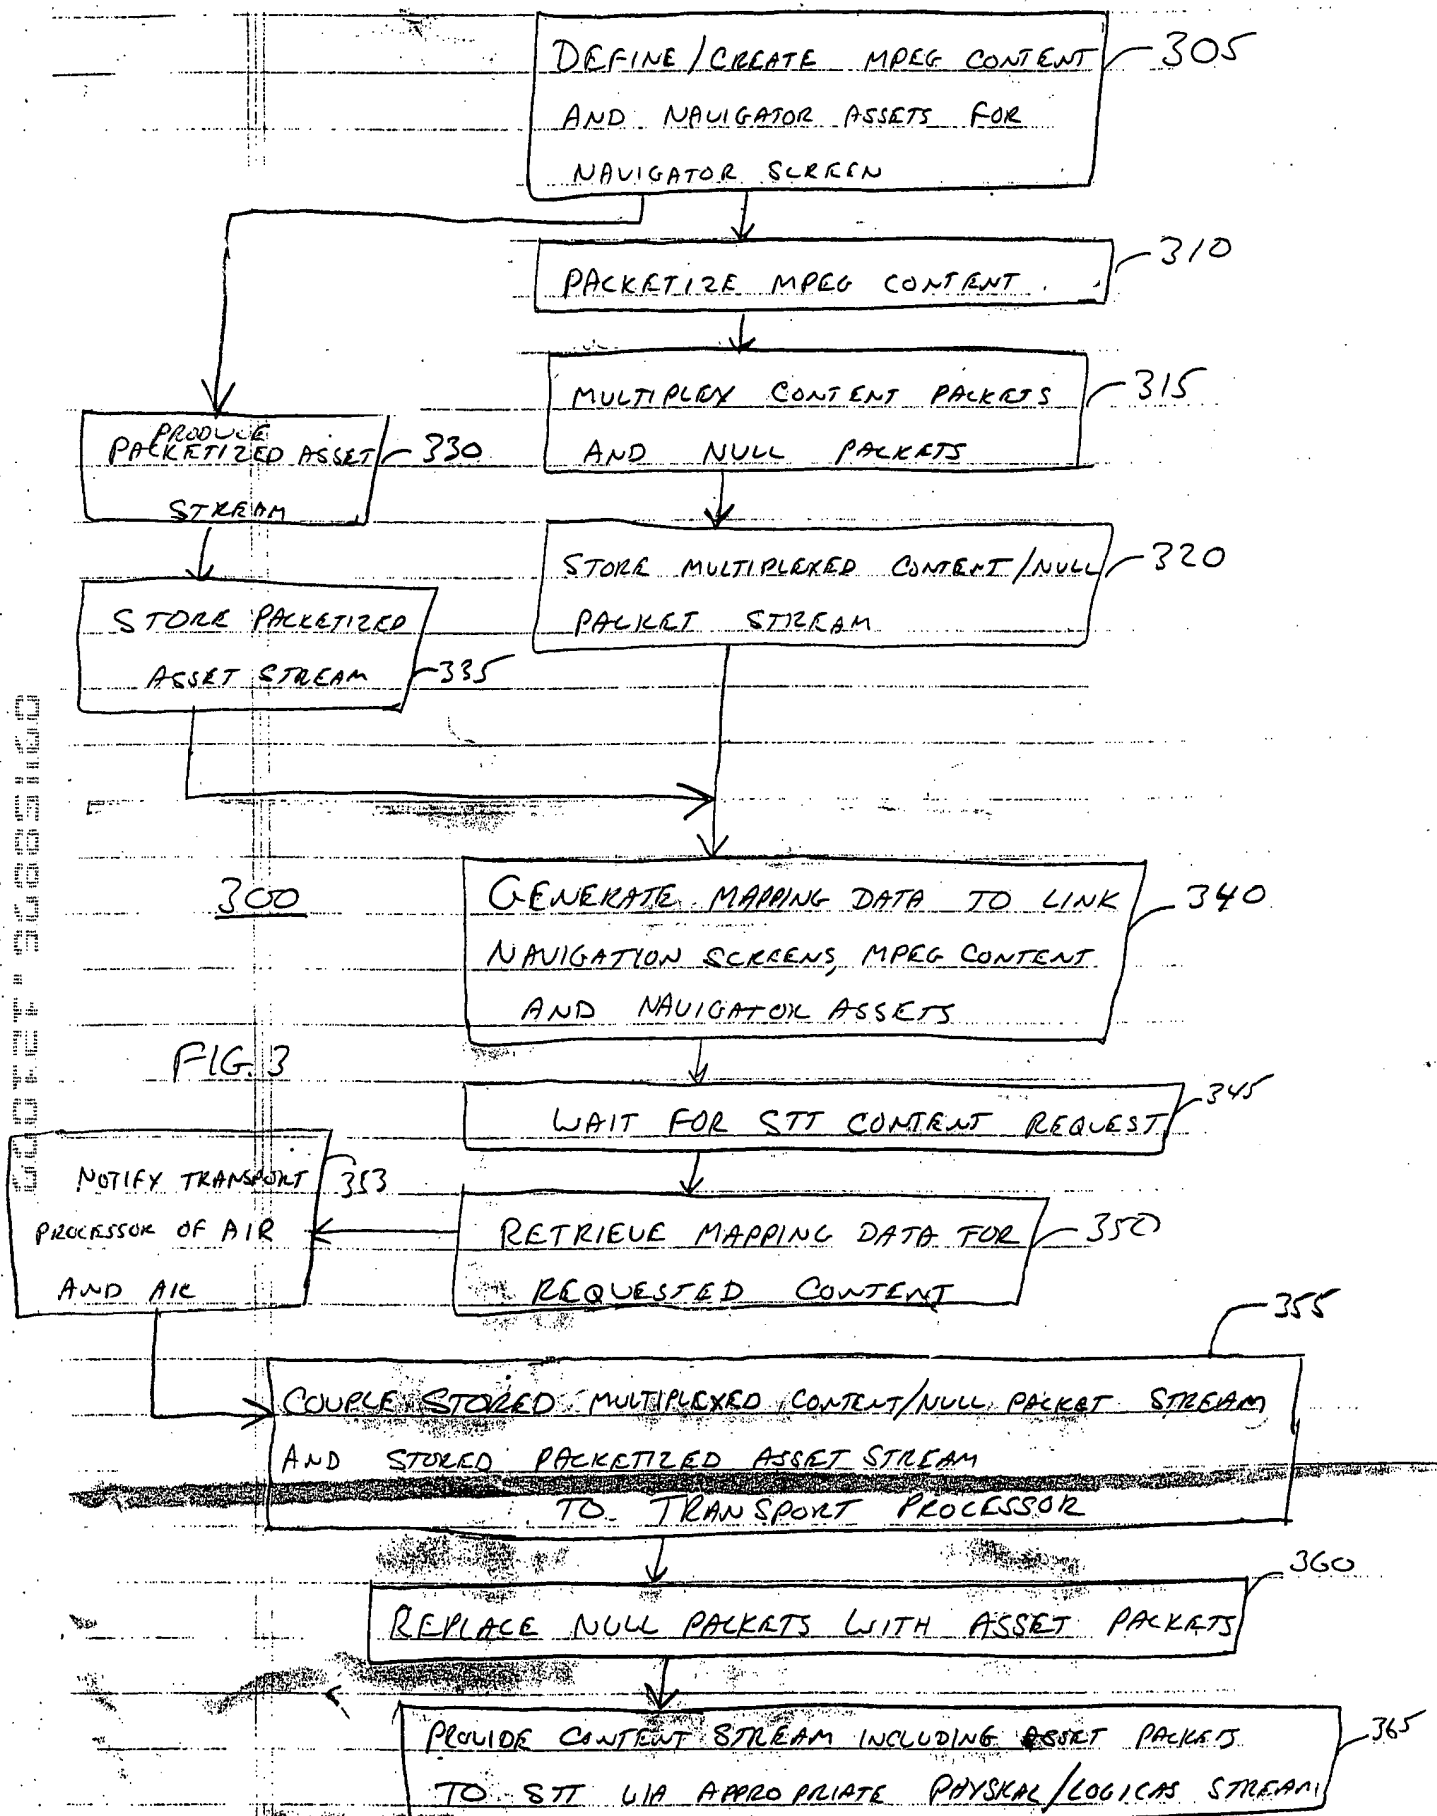 DEFINE/CREATE MPEG CONTENT
AND NAVIGATOR ASSETS FOR
NAVIGATOR SCREEN
305
PACKETIZE MPEG CONTENT
310
MULTIPLEX CONTENT PACKETS
AND NULL PACKETS
315
PRODUCE
PACKETIZED ASSET
STREAM
330
STORE MULTIPLEXED CONTENT/NULL
PACKET STREAM
320
STORE PACKETIZED
ASSET STREAM
335
300
GENERATE MAPPING DATA TO LINK
NAVIGATION SCREENS, MPEG CONTENT
AND NAVIGATOR ASSETS
340
FIG. 3
WAIT FOR STT CONTENT REQUEST
345
NOTIFY TRANSPORT
PROCESSOR OF AIR
AND AIR
353
RETRIEVE MAPPING DATA FOR
REQUESTED CONTENT
350
355
COUPLE STORED MULTIPLEXED CONTENT/NULL PACKET STREAM
AND STORED PACKETIZED ASSET STREAM
TO TRANSPORT PROCESSOR
360
REPLACE NULL PACKETS WITH ASSET PACKETS
PROVIDE CONTENT STREAM INCLUDING ASSET PACKETS
TO STT VIA APPROPRIATE PHYSICAL/LOGICAL STREAM
365